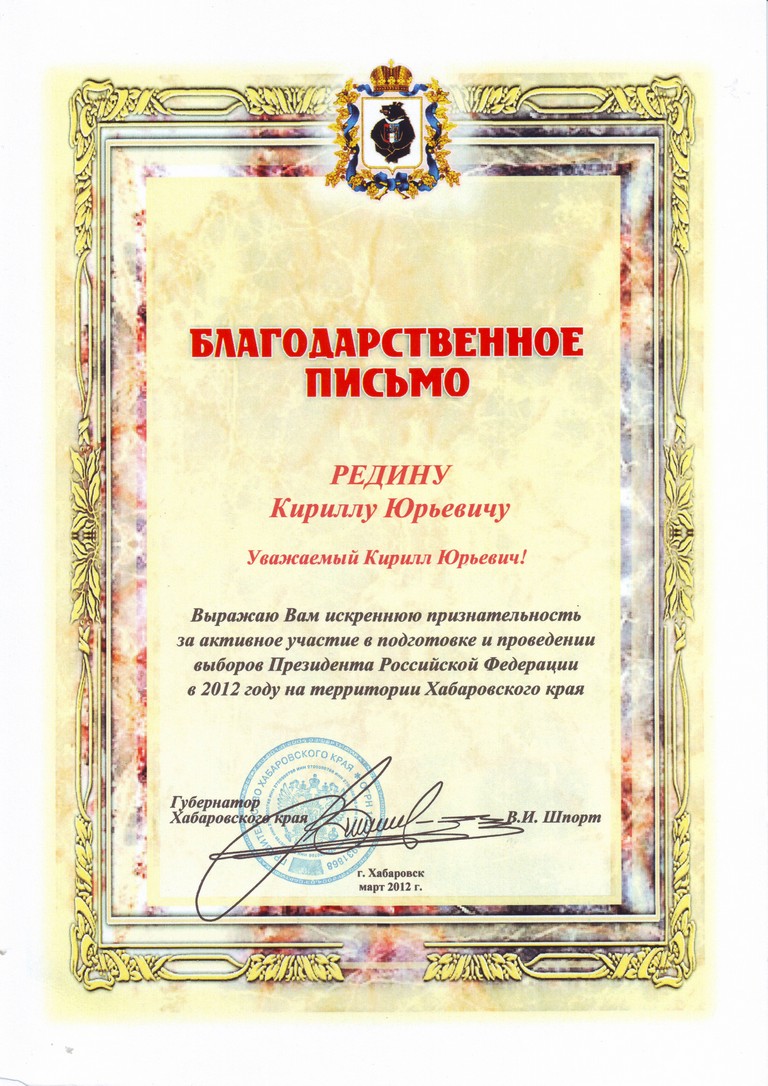 БЛАГОДАРСТВЕННОЕ
ПИСЬМО
РЕДИНУ
Кириллу Юрьевичу
Уважаемый Кирилл Юрьевич!
Выражаю Вам искреннюю признательность
за активное участие в подготовке и проведении
выборов Президента Российской Федерации
в 2012 году на территории Хабаровского края
ХАБАРОВСКОГО КРАЯ
ОГРН
Губернатор
Хабаровского края
В.И. Шпорт
г. Хабаровск
март 2012 г.